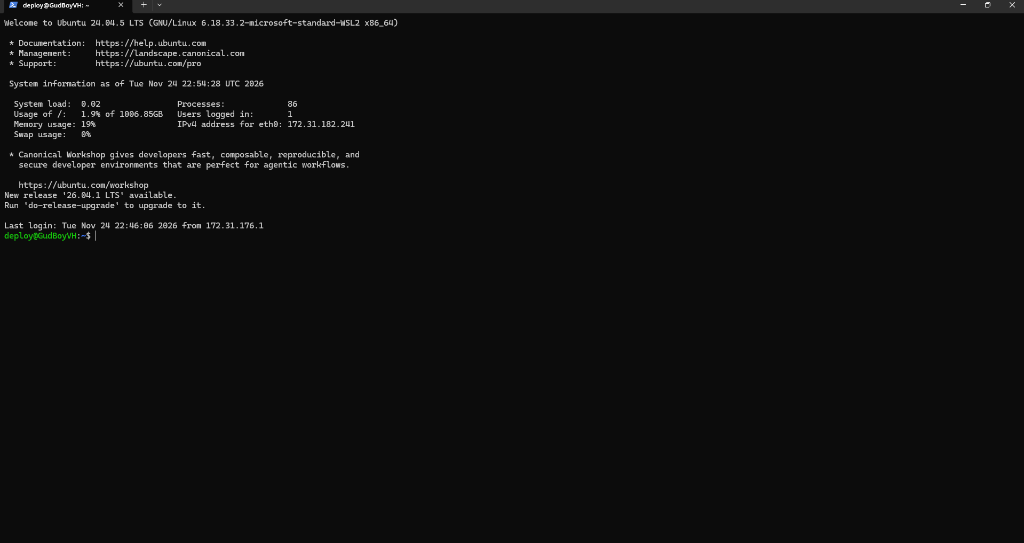 deploy@GudBoyVH: ~
Welcome to Ubuntu 24.04.5 LTS (GNU/Linux 6.18.33.2-microsoft-standard-WSL2 x86_64)
* Documentation:  https://help.ubuntu.com
* Management:     https://landscape.canonical.com
* Support:        https://ubuntu.com/pro
System information as of Tue Nov 24 22:54:28 UTC 2026
System load:  0.02                Processes:             86
Usage of /:   1.9% of 1006.85GB   Users logged in:       1
Memory usage: 19%                 IPv4 address for eth0: 172.31.182.241
Swap usage:   0%
* Canonical Workshop gives developers fast, composable, reproducible, and
secure developer environments that are perfect for agentic workflows.
https://ubuntu.com/workshop
New release '26.04.1 LTS' available.
Run 'do-release-upgrade' to upgrade to it.
Last login: Tue Nov 24 22:46:06 2026 from 172.31.176.1
deploy@GudBoyVH:~$